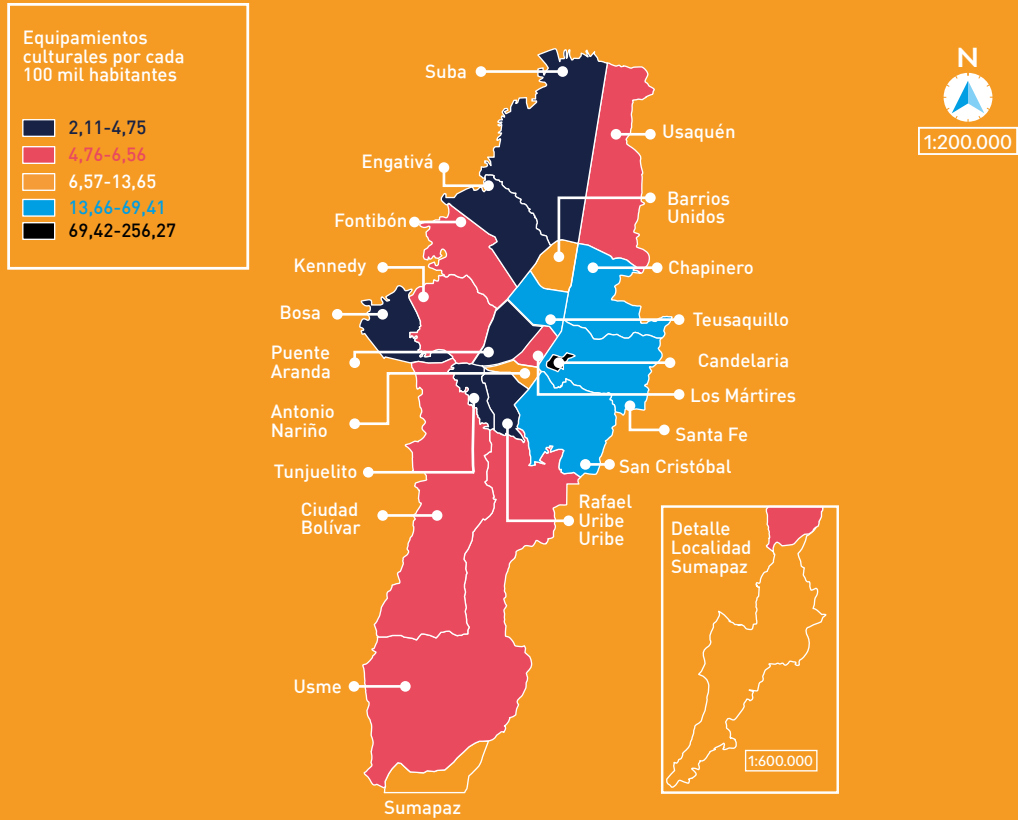 Equipamientos
culturales por cada
100 mil habitantes
2,11-4,75
4,76-6,56
6,57-13,65
13,66-69,41
69,42-256,27
N
1:200.000
Suba
Usaquén
Engativá
Barrios
Unidos
Fontibón
Kennedy
Chapinero
Bosa
Teusaquillo
Puente
Aranda
Candelaria
Los Mártires
Antonio
Nariño
Santa Fe
Tunjuelito
San Cristóbal
Ciudad
Bolívar
Rafael
Uribe
Uribe
Detalle
Localidad
Sumapaz
Usme
1:600.000
Sumapaz